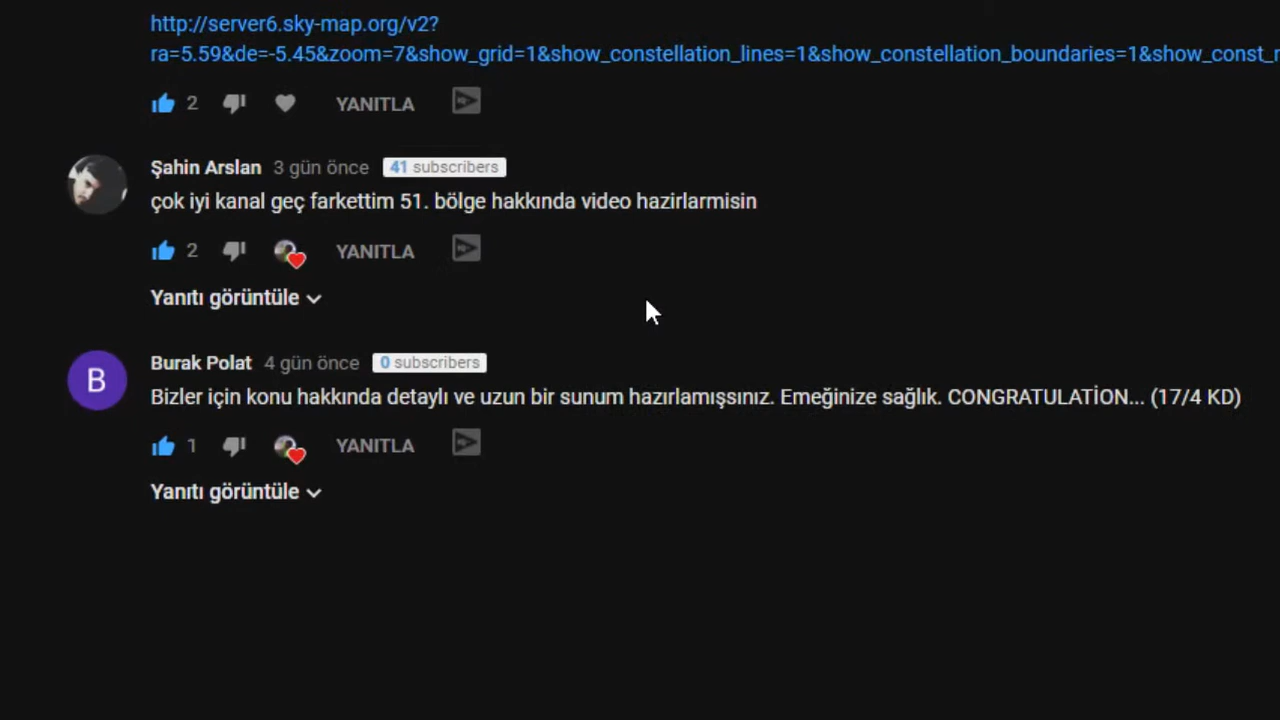 http://server6.sky-map.org/v2?
ra=5.59&de=-5.45&zoom=7&show_grid=1&show_constellation_lines=1&show_constellation_boundaries=1&show_const_
2 YANITLA
Şahin Arslan 3 gün önce 41 subscribers
çok iyi kanal geç farkettim 51. bölge hakkında video hazirlarmisin
2 YANITLA
Yanıtı görüntüle
B Burak Polat 4 gün önce 0 subscribers
Bizler için konu hakkında detaylı ve uzun bir sunum hazırlamışsınız. Emeğinize sağlık. CONGRATULATİON... (17/4 KD)
1 YANITLA
Yanıtı görüntüle